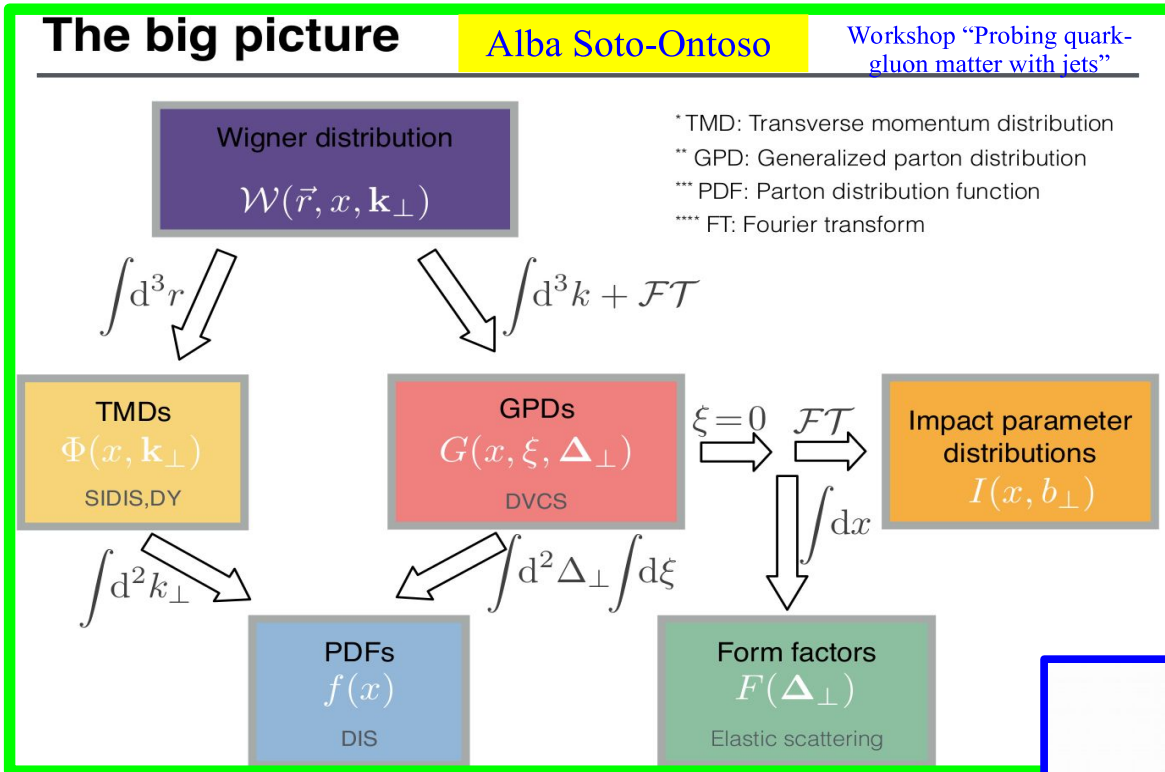 The big picture
Alba Soto-Ontoso
Workshop “Probing quark-
gluon matter with jets”
Wigner distribution
𝒲(r⃗, x, k⊥)
* TMD: Transverse momentum distribution
** GPD: Generalized parton distribution
*** PDF: Parton distribution function
**** FT: Fourier transform
∫d³r
∫d³k + ℱ𝒯
TMDs
Φ(x, k⊥)
SIDIS,DY
GPDs
G(x, ξ, Δ⊥)
DVCS
ξ=0
ℱ𝒯
Impact parameter
distributions
I(x, b⊥)
∫dx
∫d²k⊥
∫d²Δ⊥∫dξ
PDFs
f(x)
DIS
Form factors
F(Δ⊥)
Elastic scattering